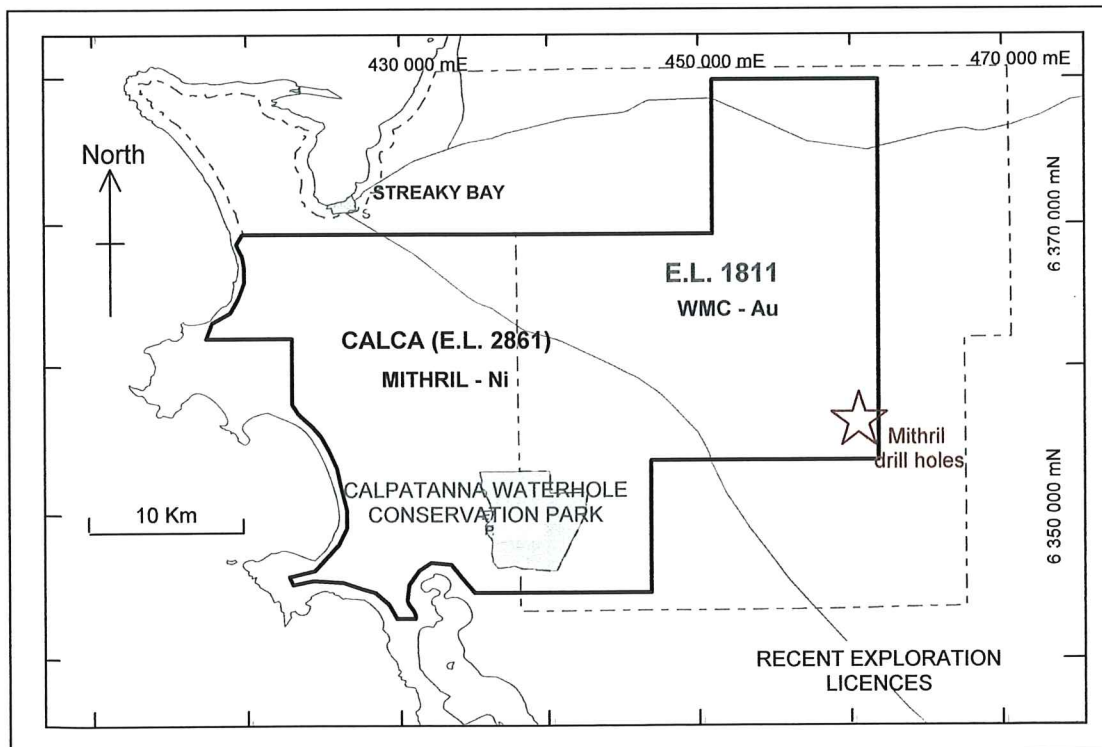 430 000 mE
450 000 mE
470 000 mE
North
STREAKY BAY
S
6 370 000 mN
E.L. 1811
WMC - Au
CALCA (E.L. 2861)
MITHRIL - Ni
Mithril
drill holes
CALPATANNA WATERHOLE
CONSERVATION PARK
P.
10 Km
6 350 000 mN
RECENT EXPLORATION
LICENCES